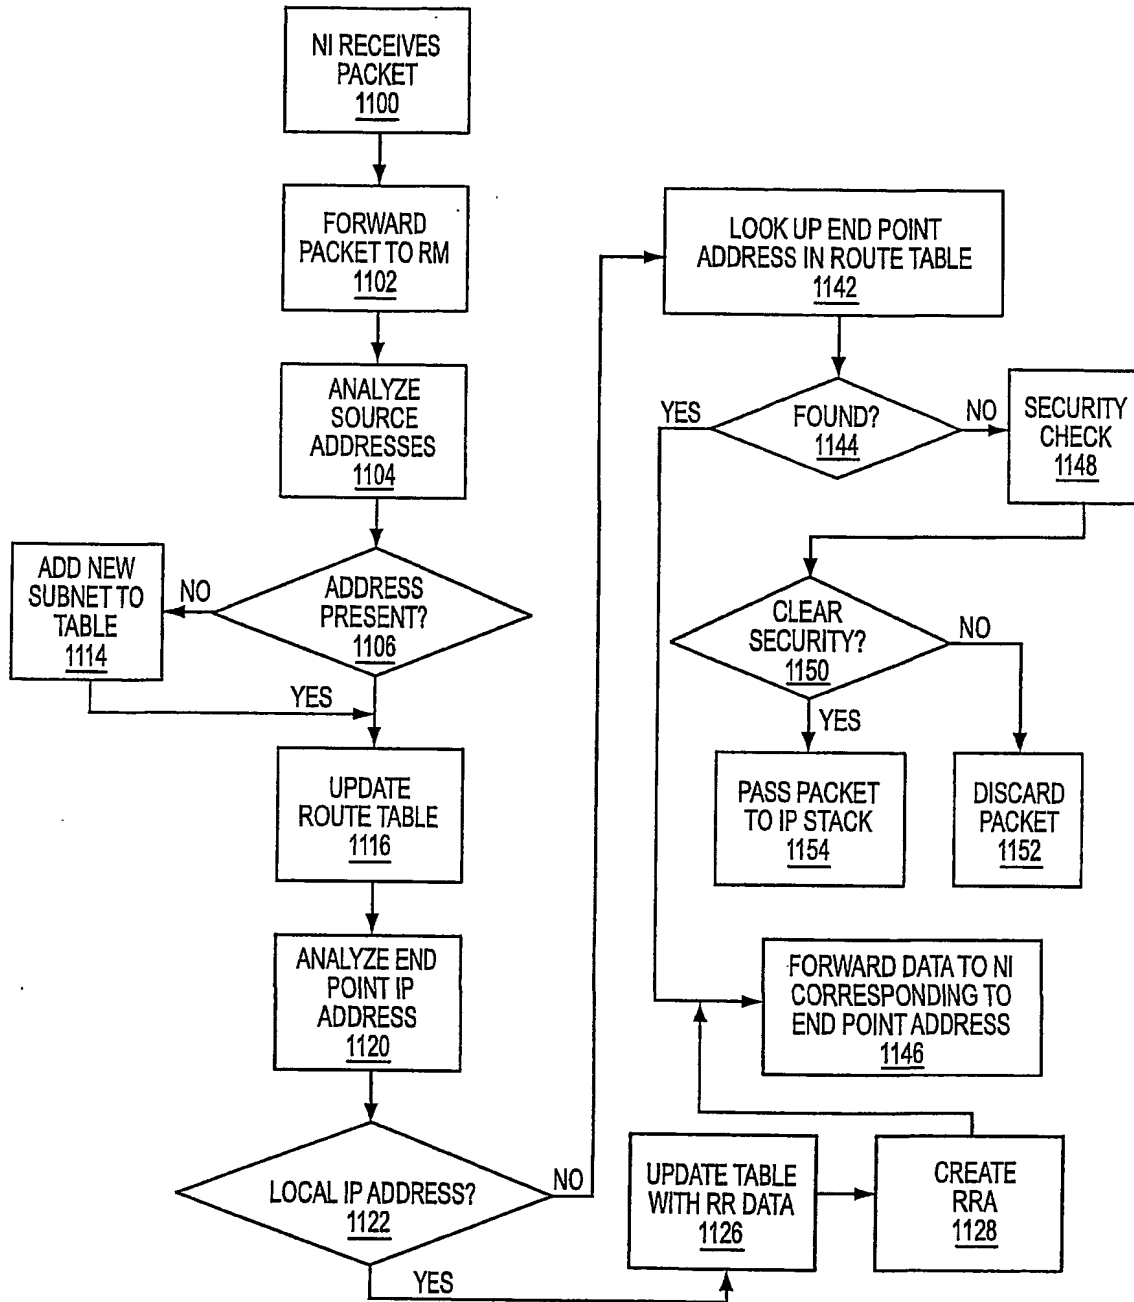 NI RECEIVES
PACKET
1100
FORWARD
PACKET TO RM
1102
ANALYZE
SOURCE
ADDRESSES
1104
ADDRESS
PRESENT?
1106
NO
ADD NEW
SUBNET TO
TABLE
1114
YES
UPDATE
ROUTE TABLE
1116
ANALYZE END
POINT IP
ADDRESS
1120
LOCAL IP ADDRESS?
1122
NO
YES
LOOK UP END POINT
ADDRESS IN ROUTE TABLE
1142
YES
FOUND?
1144
NO
SECURITY
CHECK
1148
CLEAR
SECURITY?
1150
NO
YES
PASS PACKET
TO IP STACK
1154
DISCARD
PACKET
1152
FORWARD DATA TO NI
CORRESPONDING TO
END POINT ADDRESS
1146
UPDATE TABLE
WITH RR DATA
1126
CREATE
RRA
1128